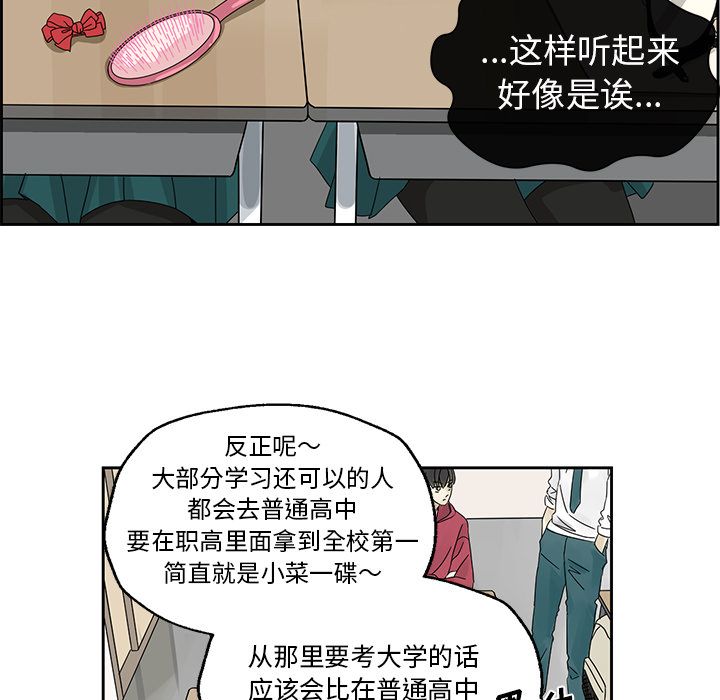 ...这样听起来
好像是诶...
反正呢～
大部分学习还可以的人
都会去普通高中
要在职高里面拿到全校第一
简直就是小菜一碟～
从那里要考大学的话
应该会比在普通高中